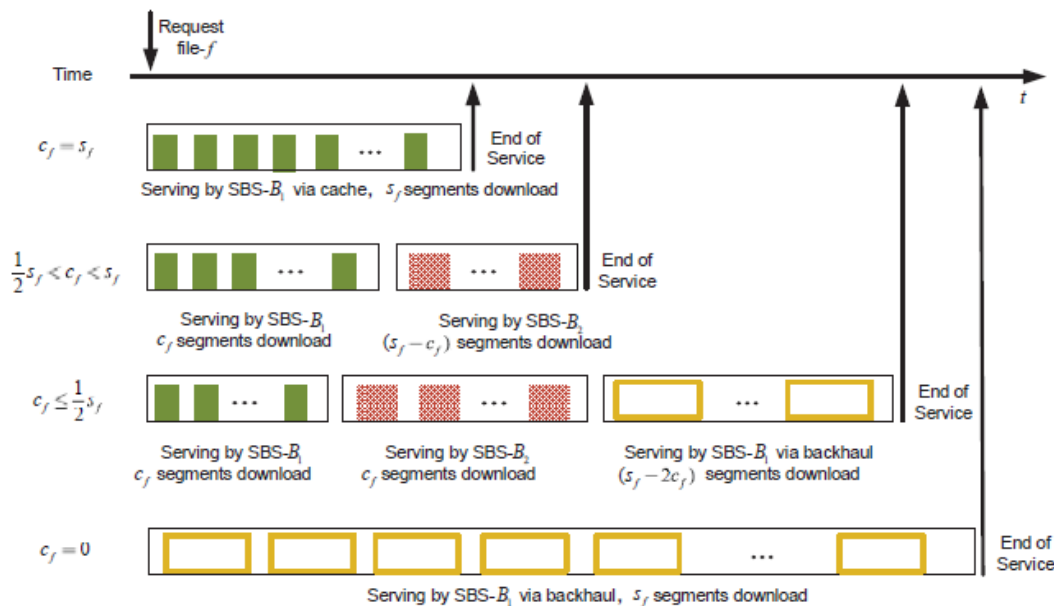 Request
file-f
Time
t
c_f = s_f
...
End of
Service
Serving by SBS-B_1 via cache, s_f segments download
1/2 s_f < c_f < s_f
... ...
End of
Service
Serving by SBS-B_1
c_f segments download
Serving by SBS-B_2
(s_f − c_f) segments download
c_f ≤ 1/2 s_f
... ... ...
End of
Service
Serving by SBS-B_1
c_f segments download
Serving by SBS-B_2
c_f segments download
Serving by SBS-B_1 via backhaul
(s_f − 2c_f) segments download
c_f = 0
...
End of
Service
Serving by SBS-B_1 via backhaul, s_f segments download